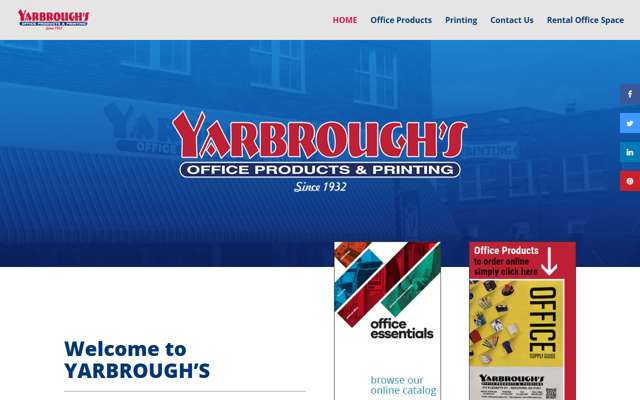 YARBROUGH'S
OFFICE PRODUCTS & PRINTING
Since 1932
HOME
Office Products
Printing
Contact Us
Rental Office Space
YARBROUGH'S
OFFICE PRODUCTS & PRINTING
Since 1932
office
essentials
browse our
online catalog
Office Products
to order online
simply click here
OFFICE
SUPPLY GUIDE
YARBROUGH'S
OFFICE PRODUCTS & PRINTING
Welcome to
YARBROUGH'S